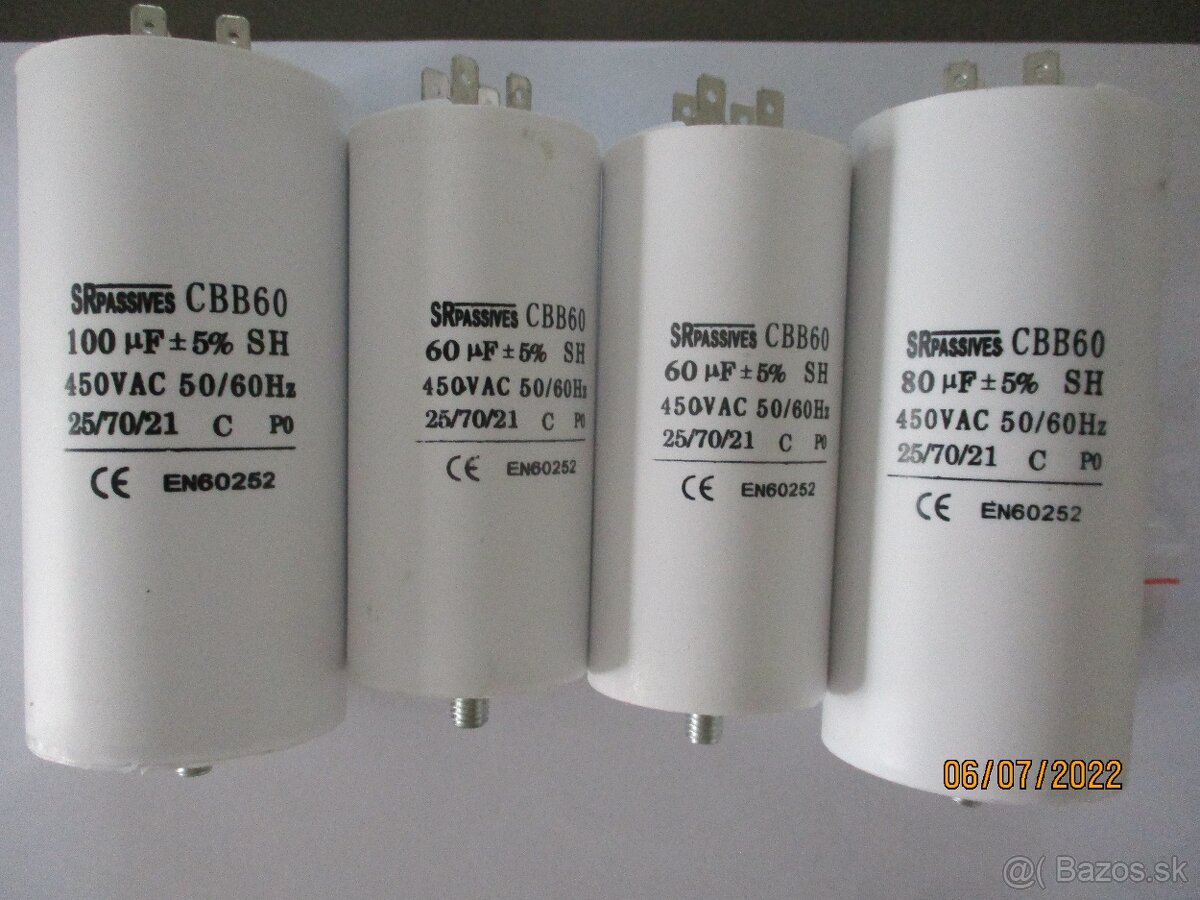 SRPASSIVES CBB60
100 µF ± 5% SH
450VAC 50/60Hz
25/70/21 C P0
CE EN60252
SRPASSIVES CBB60
60 µF ± 5% SH
450VAC 50/60Hz
25/70/21 C P0
CE EN60252
SRPASSIVES CBB60
60 µF ± 5% SH
450VAC 50/60Hz
25/70/21 C P0
CE EN60252
SRPASSIVES CBB60
80 µF ± 5% SH
450VAC 50/60Hz
25/70/21 C P0
CE EN60252
06/07/2022
@( Bazos.sk